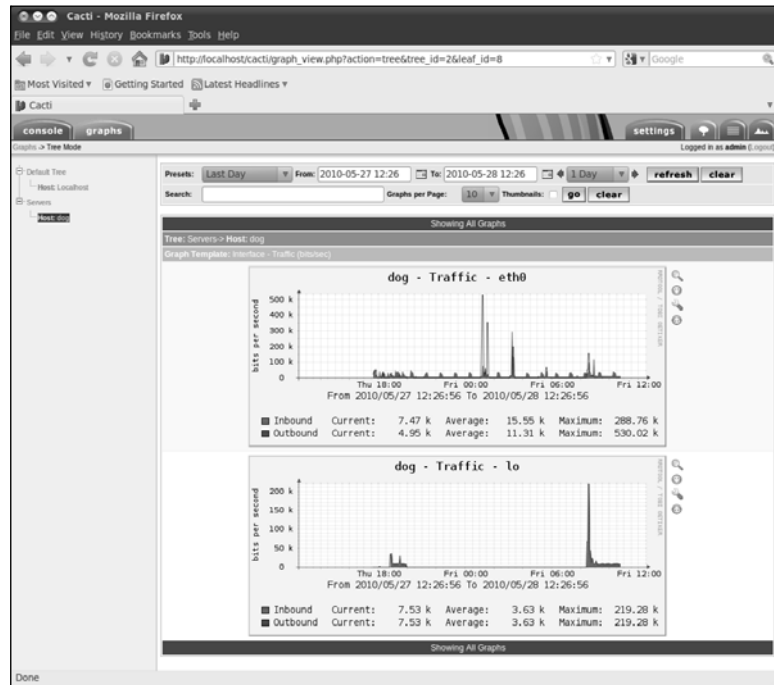 Cacti - Mozilla Firefox
File Edit View History Bookmarks Tools Help
http://localhost/cacti/graph_view.php?action=tree&tree_id=2&leaf_id=8
Google
Most Visited Getting Started Latest Headlines
Cacti
console graphs settings
Graphs -> Tree Mode Logged in as admin (Logout)
Default Tree
Host: Localhost
Servers
Host: dog
Presets: Last Day From: 2010-05-27 12:26 To: 2010-05-28 12:26 1 Day refresh clear
Search: Graphs per Page: 10 Thumbnails: go clear
Showing All Graphs
Tree: Servers-> Host: dog
Graph Template: Interface - Traffic (bits/sec)
dog - Traffic - eth0
bits per second
500 k
400 k
300 k
200 k
100 k
0
Thu 18:00 Fri 00:00 Fri 06:00 Fri 12:00
From 2010/05/27 12:26:56 To 2010/05/28 12:26:56
Inbound Current: 7.47 k Average: 15.55 k Maximum: 288.76 k
Outbound Current: 4.95 k Average: 11.31 k Maximum: 530.02 k
RRDTOOL / TOBI OETIKER
dog - Traffic - lo
bits per second
200 k
150 k
100 k
50 k
0
Thu 18:00 Fri 00:00 Fri 06:00 Fri 12:00
From 2010/05/27 12:26:56 To 2010/05/28 12:26:56
Inbound Current: 7.53 k Average: 3.63 k Maximum: 219.28 k
Outbound Current: 7.53 k Average: 3.63 k Maximum: 219.28 k
RRDTOOL / TOBI OETIKER
Showing All Graphs
Done